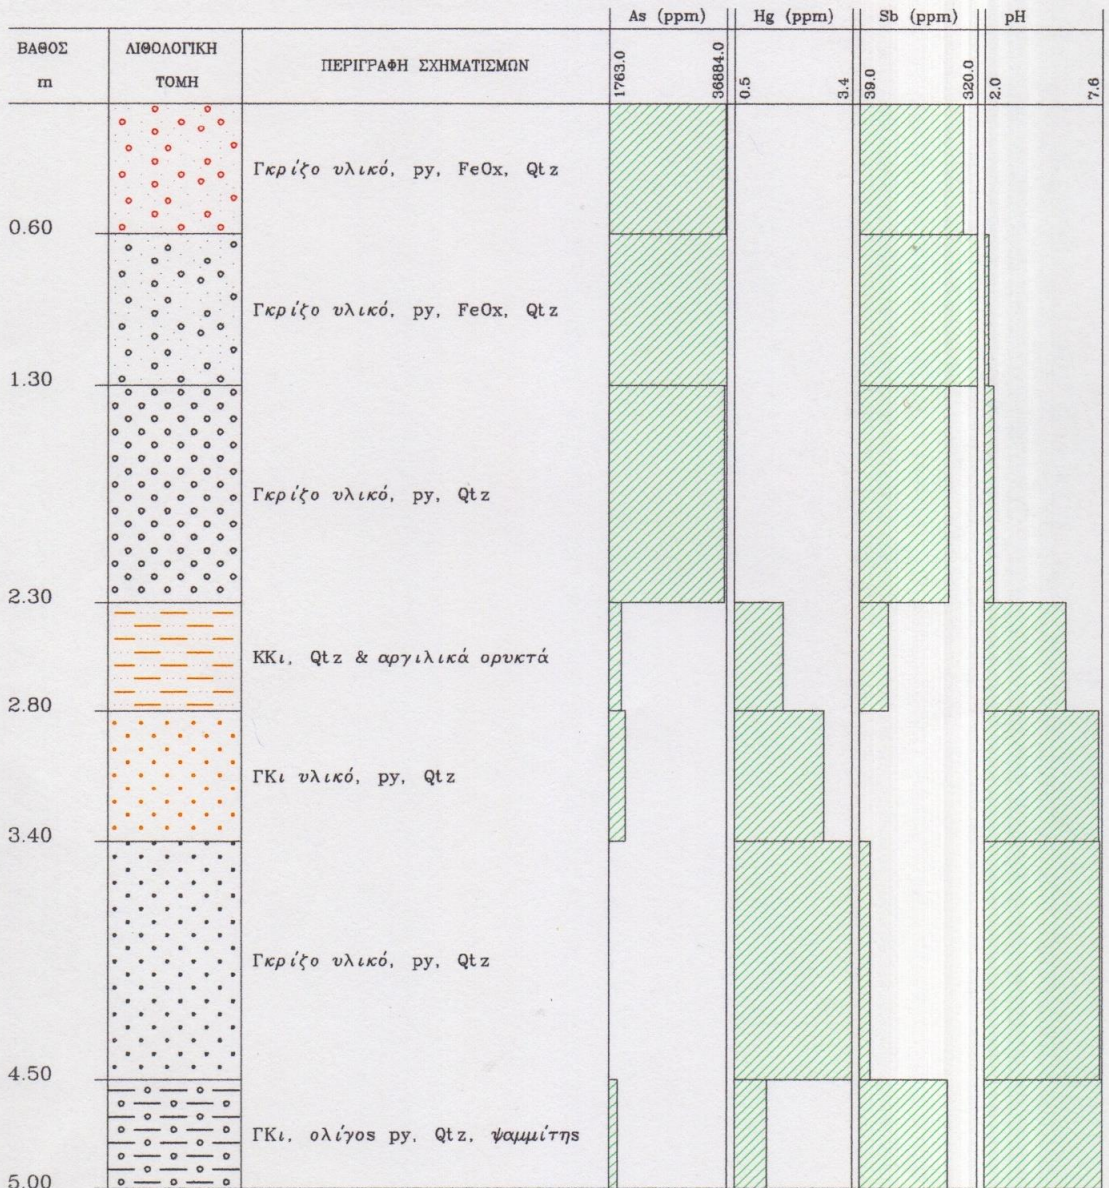 As (ppm) Hg (ppm) Sb (ppm) pH
ΒΑΘΟΣ ΛΙΘΟΛΟΓΙΚΗ ΠΕΡΙΓΡΑΦΗ ΣΧΗΜΑΤΙΣΜΩΝ
m ΤΟΜΗ
1763.0 36884.0 0.5 3.4 39.0 320.0 2.0 7.6
Γκρίζο υλικό, py, FeOx, Qtz
0.60
Γκρίζο υλικό, py, FeOx, Qtz
1.30
Γκρίζο υλικό, py, Qtz
2.30
ΚΚι, Qtz & αργιλικά ορυκτά
2.80
ΓΚι υλικό, py, Qtz
3.40
Γκρίζο υλικό, py, Qtz
4.50
ΓΚι, ολίγος py, Qtz, ψαμμίτης
5.00